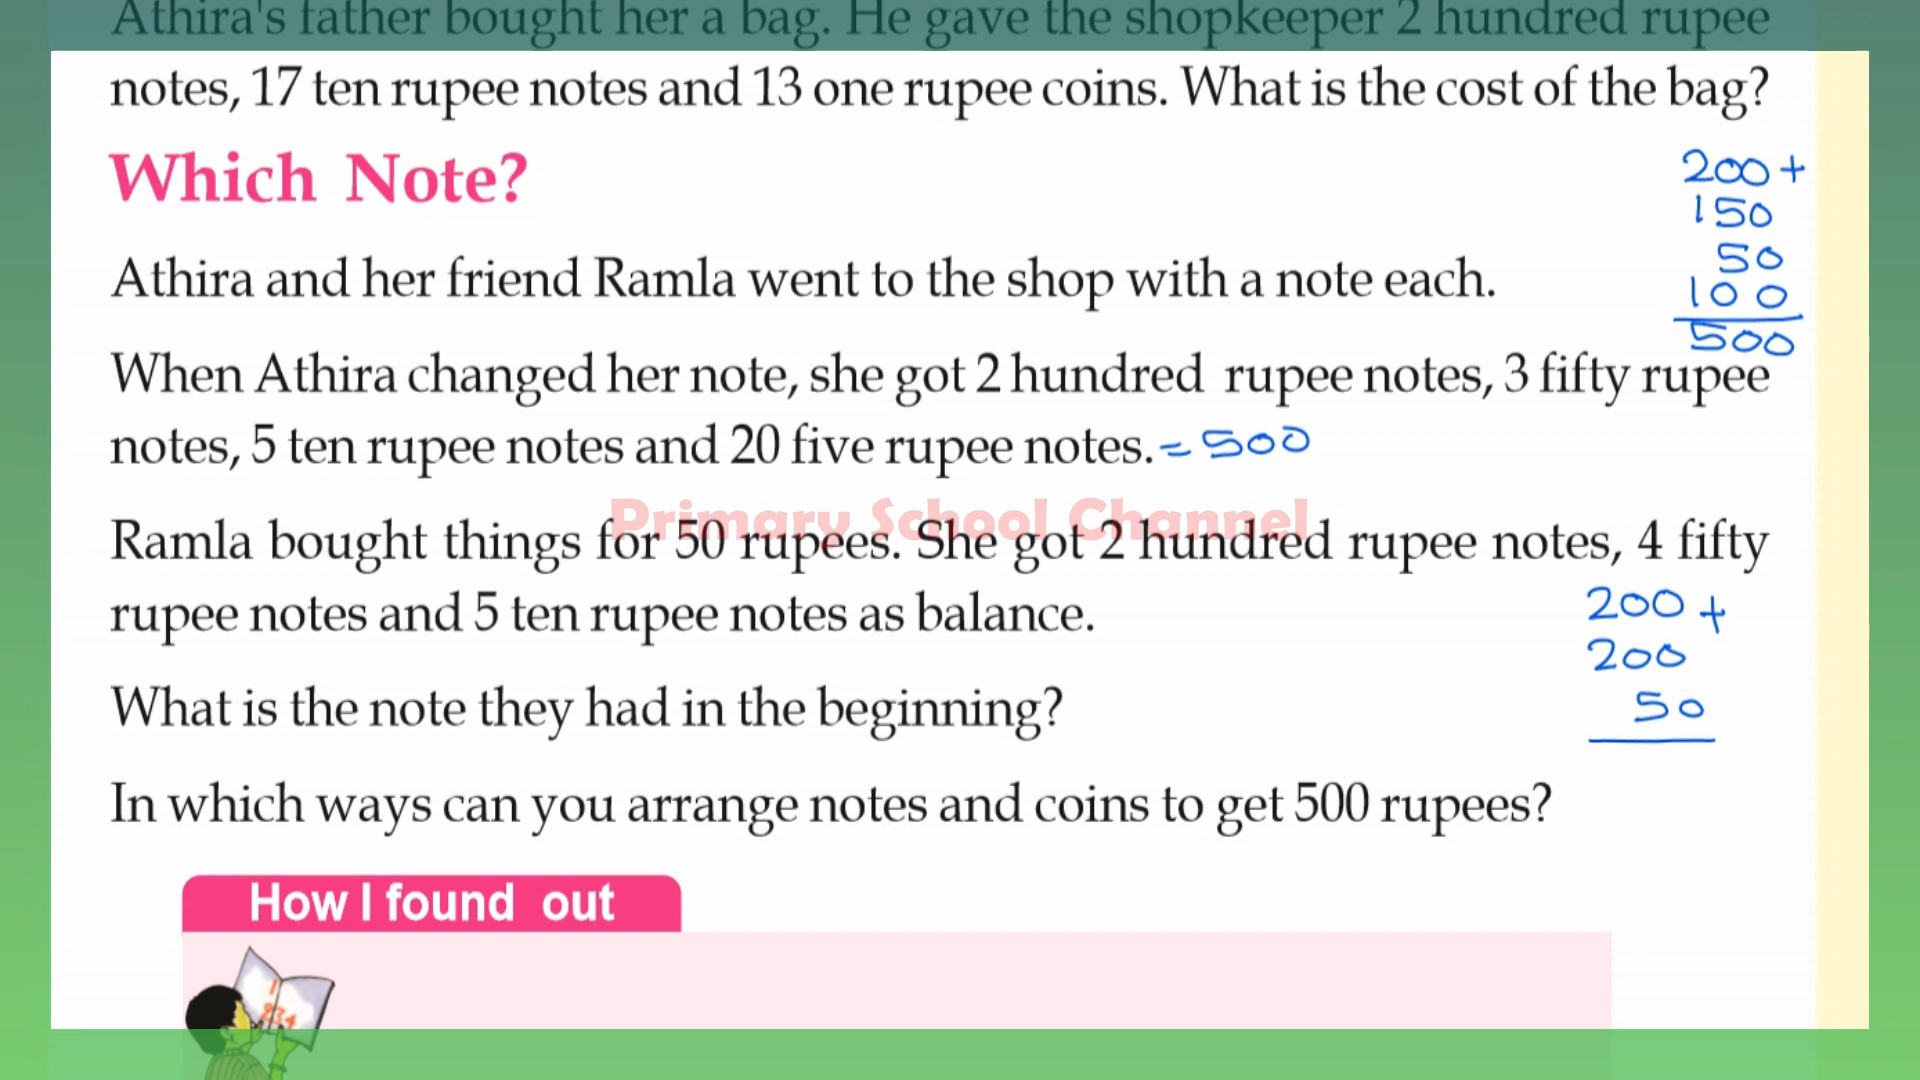 Athira's father bought her a bag. He gave the shopkeeper 2 hundred rupee
notes, 17 ten rupee notes and 13 one rupee coins. What is the cost of the bag?
Which Note?
200 +
150
50
100
500
Athira and her friend Ramla went to the shop with a note each.
When Athira changed her note, she got 2 hundred rupee notes, 3 fifty rupee
notes, 5 ten rupee notes and 20 five rupee notes. = 500
Primary School Channel
Ramla bought things for 50 rupees. She got 2 hundred rupee notes, 4 fifty
rupee notes and 5 ten rupee notes as balance.
200 +
200
50
What is the note they had in the beginning?
In which ways can you arrange notes and coins to get 500 rupees?
How I found out
1
234